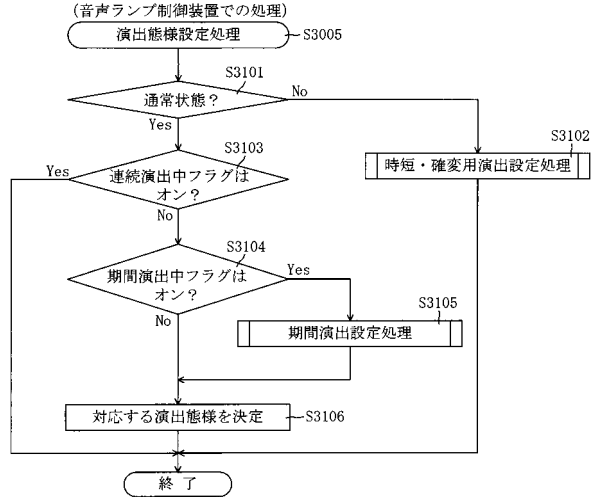 (音声ランプ制御装置での処理)
演出態様設定処理
S3005
S3101
通常状態？
No
Yes
S3102
時短・確変用演出設定処理
S3103
Yes
連続演出中フラグは
オン？
No
S3104
期間演出中フラグは
オン？
Yes
No
S3105
期間演出設定処理
対応する演出態様を決定
S3106
終 了